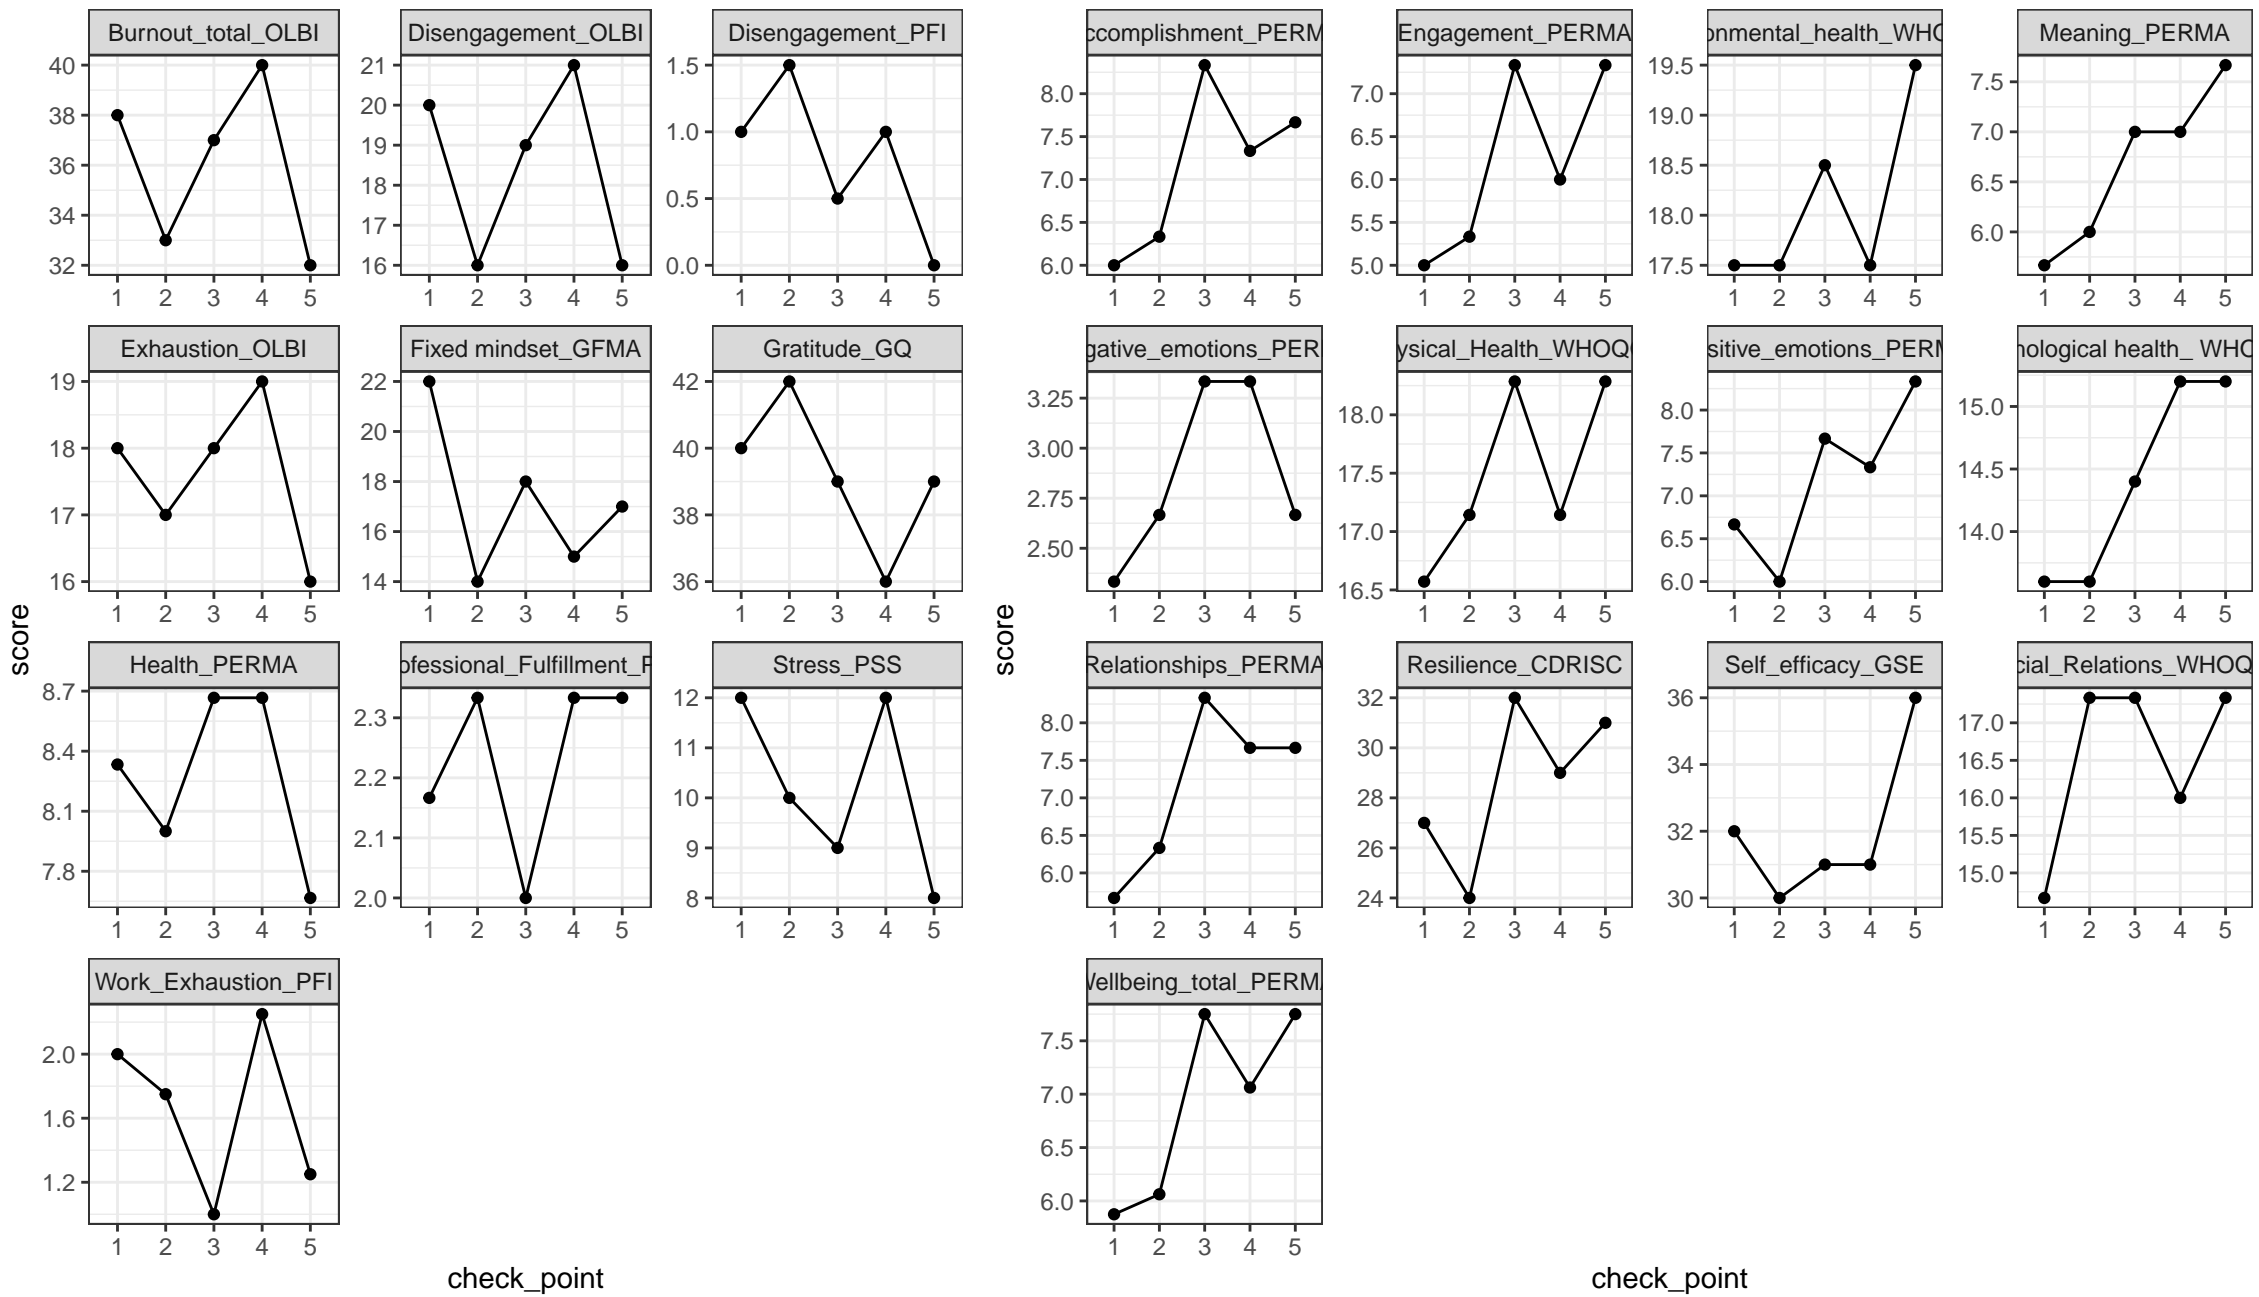 Burnout_total_OLBI
Disengagement_OLBI
Disengagement_PFI
40
38
36
34
32
1 2 3 4 5
21
20
19
18
17
16
1 2 3 4 5
1.5
1.0
0.5
0.0
1 2 3 4 5
Exhaustion_OLBI
Fixed mindset_GFMA
Gratitude_GQ
19
18
17
16
1 2 3 4 5
22
20
18
16
14
1 2 3 4 5
42
40
38
36
1 2 3 4 5
score
Health_PERMA
ofessional_Fulfillment_F
Stress_PSS
8.7
8.4
8.1
7.8
1 2 3 4 5
2.3
2.2
2.1
2.0
1 2 3 4 5
12
11
10
9
8
1 2 3 4 5
Work_Exhaustion_PFI
2.0
1.6
1.2
1 2 3 4 5
check_point
ccomplishment_PERM
Engagement_PERMA
onmental_health_WHO
Meaning_PERMA
8.0
7.5
7.0
6.5
6.0
1 2 3 4 5
7.0
6.5
6.0
5.5
5.0
1 2 3 4 5
19.5
19.0
18.5
18.0
17.5
1 2 3 4 5
7.5
7.0
6.5
6.0
1 2 3 4 5
gative_emotions_PER
ysical_Health_WHOQ
sitive_emotions_PERM
nological health_ WHO
3.25
3.00
2.75
2.50
1 2 3 4 5
18.0
17.5
17.0
16.5
1 2 3 4 5
8.0
7.5
7.0
6.5
6.0
1 2 3 4 5
15.0
14.5
14.0
1 2 3 4 5
score
Relationships_PERMA
Resilience_CDRISC
Self_efficacy_GSE
cial_Relations_WHOQ
8.0
7.5
7.0
6.5
6.0
1 2 3 4 5
32
30
28
26
24
1 2 3 4 5
36
34
32
30
1 2 3 4 5
17.0
16.5
16.0
15.5
15.0
1 2 3 4 5
Wellbeing_total_PERMA
7.5
7.0
6.5
6.0
1 2 3 4 5
check_point